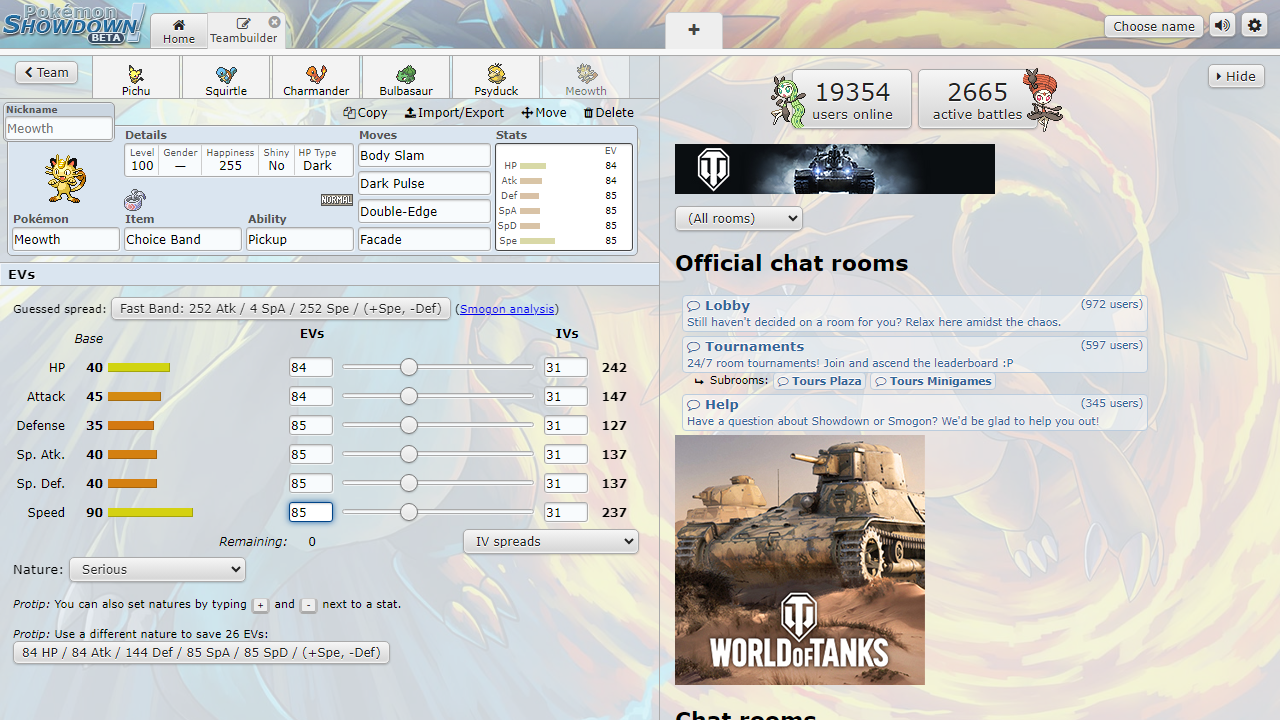 Pokémon
SHOWDOWN!
BETA
Home
Teambuilder
+
Choose name
Team
Pichu
Squirtle
Charmander
Bulbasaur
Psyduck
Meowth
Hide
Nickname
Meowth
Copy
Import/Export
Move
Delete
Details
Level
100
Gender
—
Happiness
255
Shiny
No
HP Type
Dark
NORMAL
Pokémon
Meowth
Item
Choice Band
Ability
Pickup
Moves
Body Slam
Dark Pulse
Double-Edge
Facade
Stats
EV
HP 84
Atk 84
Def 85
SpA 85
SpD 85
Spe 85
EVs
Guessed spread: Fast Band: 252 Atk / 4 SpA / 252 Spe / (+Spe, -Def) (Smogon analysis)
Base EVs IVs
HP 40 84 31 242
Attack 45 84 31 147
Defense 35 85 31 127
Sp. Atk. 40 85 31 137
Sp. Def. 40 85 31 137
Speed 90 85 31 237
Remaining: 0
IV spreads
Nature: Serious
Protip: You can also set natures by typing + and - next to a stat.
Protip: Use a different nature to save 26 EVs:
84 HP / 84 Atk / 144 Def / 85 SpA / 85 SpD / (+Spe, -Def)
19354
users online
2665
active battles
(All rooms)
Official chat rooms
Lobby (972 users)
Still haven't decided on a room for you? Relax here amidst the chaos.
Tournaments (597 users)
24/7 room tournaments! Join and ascend the leaderboard :P
Subrooms: Tours Plaza Tours Minigames
Help (345 users)
Have a question about Showdown or Smogon? We'd be glad to help you out!
WORLD OF TANKS
Chat rooms